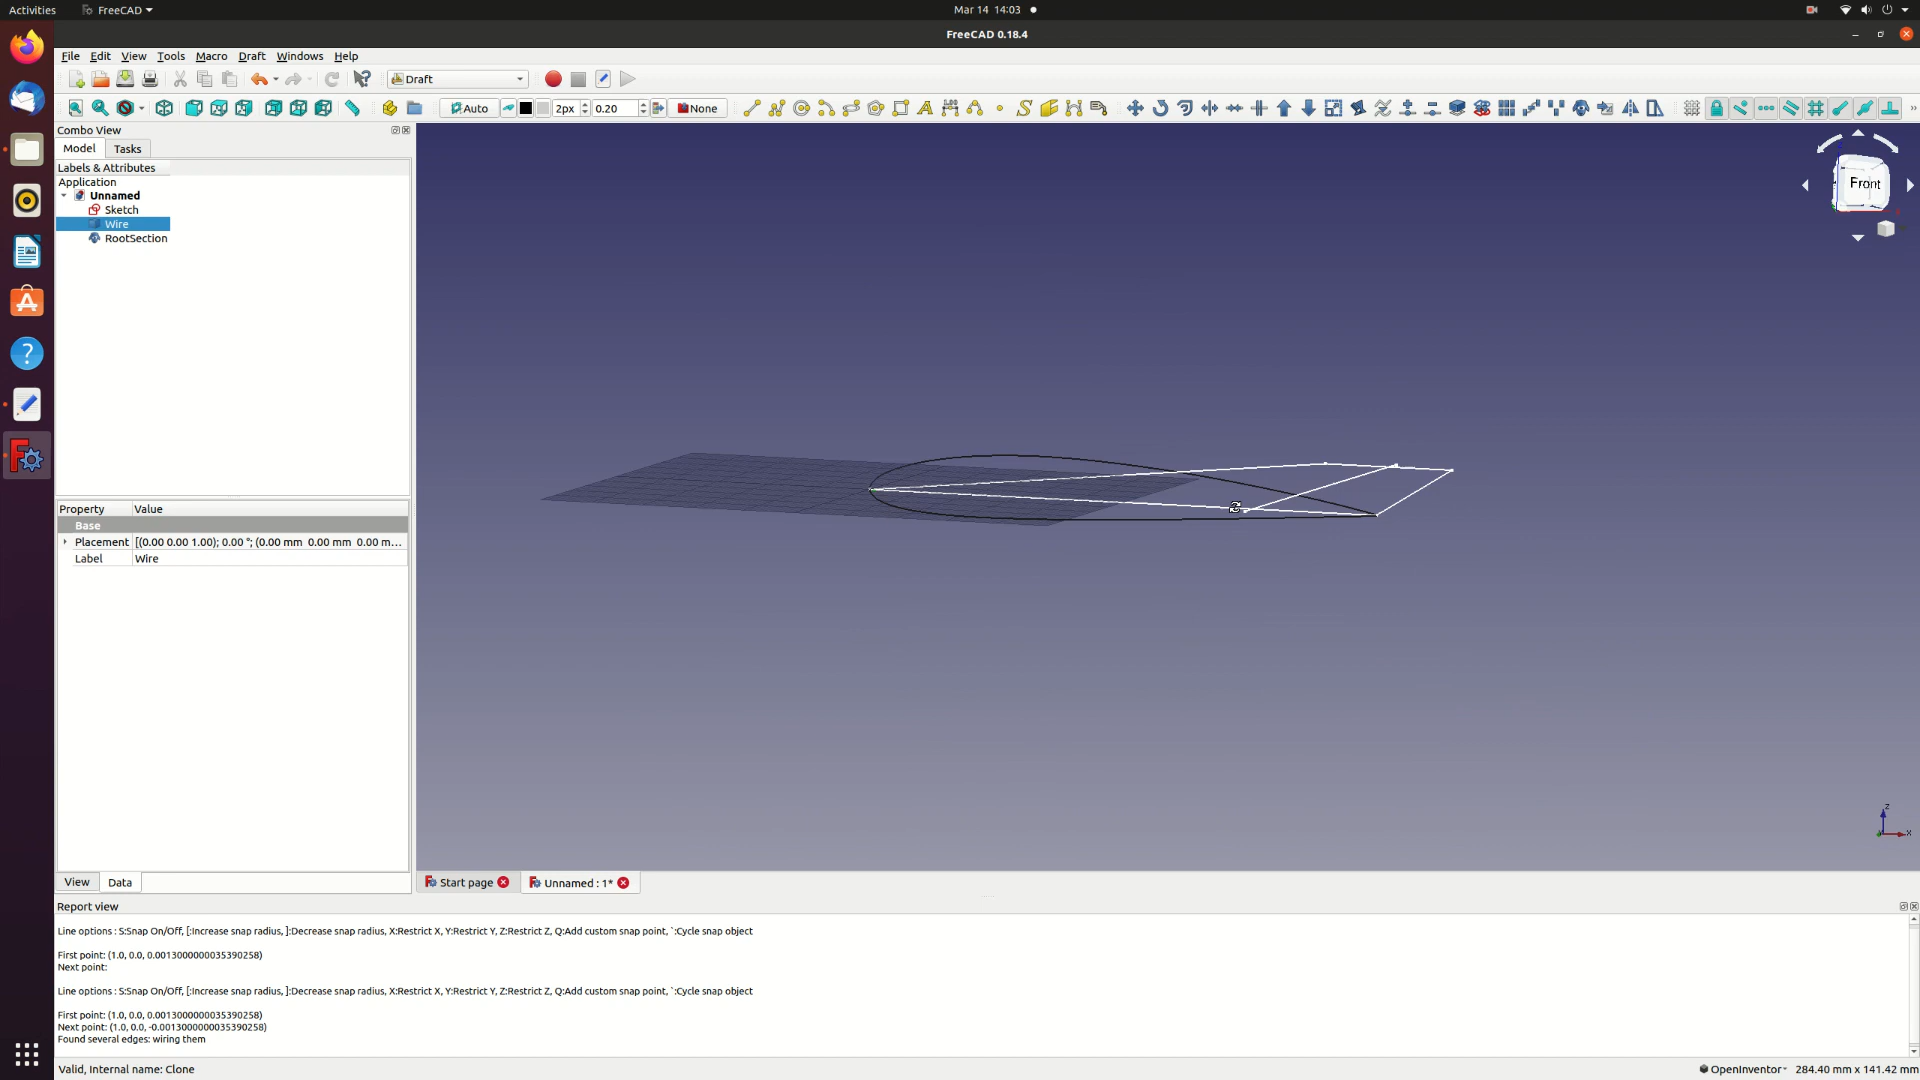 Activities FreeCAD Mar 14 14:03
FreeCAD 0.18.4
File Edit View Tools Macro Draft Windows Help
Draft
Auto 2px 0.20 None
Combo View
Model Tasks
Labels & Attributes
Application
Unnamed
Sketch
Wire
RootSection
Front
Property Value
Base
Placement [(0.00 0.00 1.00); 0.00 °; (0.00 mm 0.00 mm 0.00 m...
Label Wire
z
x
View Data
Start page Unnamed : 1*
Report view
Line options : S:Snap On/Off, [:Increase snap radius, ]:Decrease snap radius, X:Restrict X, Y:Restrict Y, Z:Restrict Z, Q:Add custom snap point, `:Cycle snap object
First point: (1.0, 0.0, 0.0013000000035390258)
Next point:
Line options : S:Snap On/Off, [:Increase snap radius, ]:Decrease snap radius, X:Restrict X, Y:Restrict Y, Z:Restrict Z, Q:Add custom snap point, `:Cycle snap object
First point: (1.0, 0.0, 0.0013000000035390258)
Next point: (1.0, 0.0, -0.0013000000035390258)
Found several edges: wiring them
Valid, Internal name: Clone
OpenInventor 284.40 mm x 141.42 mm